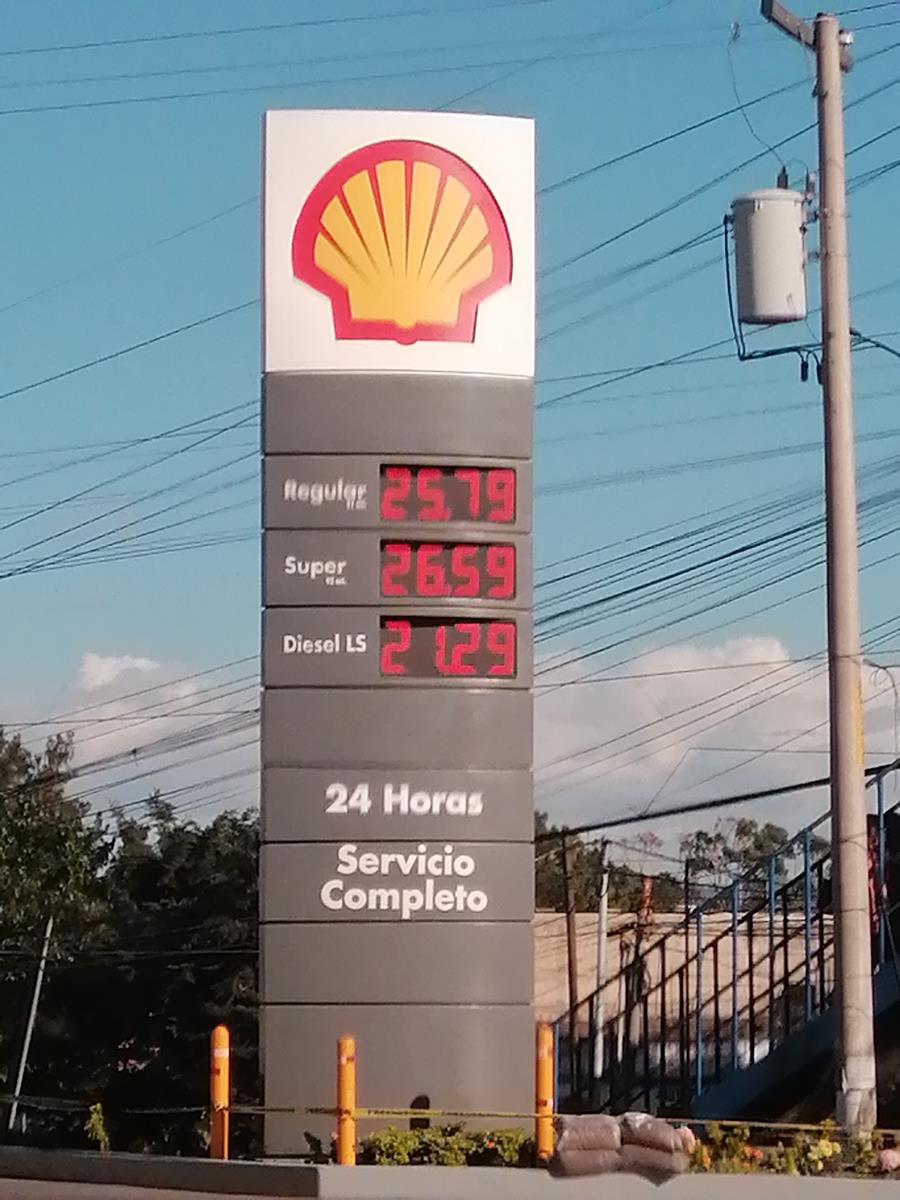 Regular 25.79
Super 26.59
Diesel LS 21.29
24 Horas
Servicio
Completo